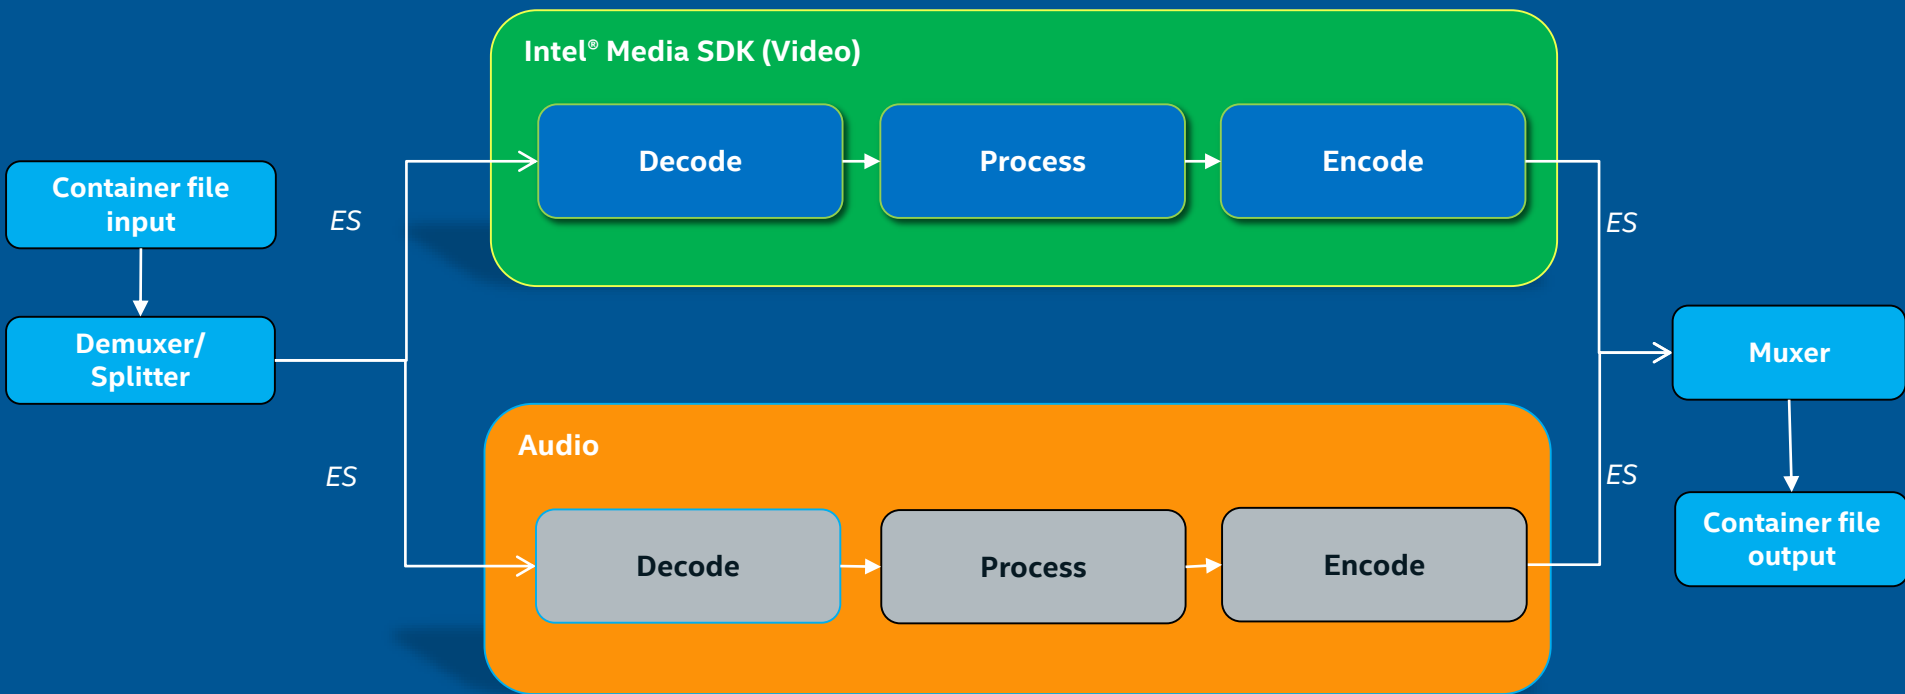 Intel® Media SDK (Video)
Decode
Process
Encode
Container file
input
ES
ES
Demuxer/
Splitter
Muxer
Audio
ES
ES
Decode
Process
Encode
Container file
output